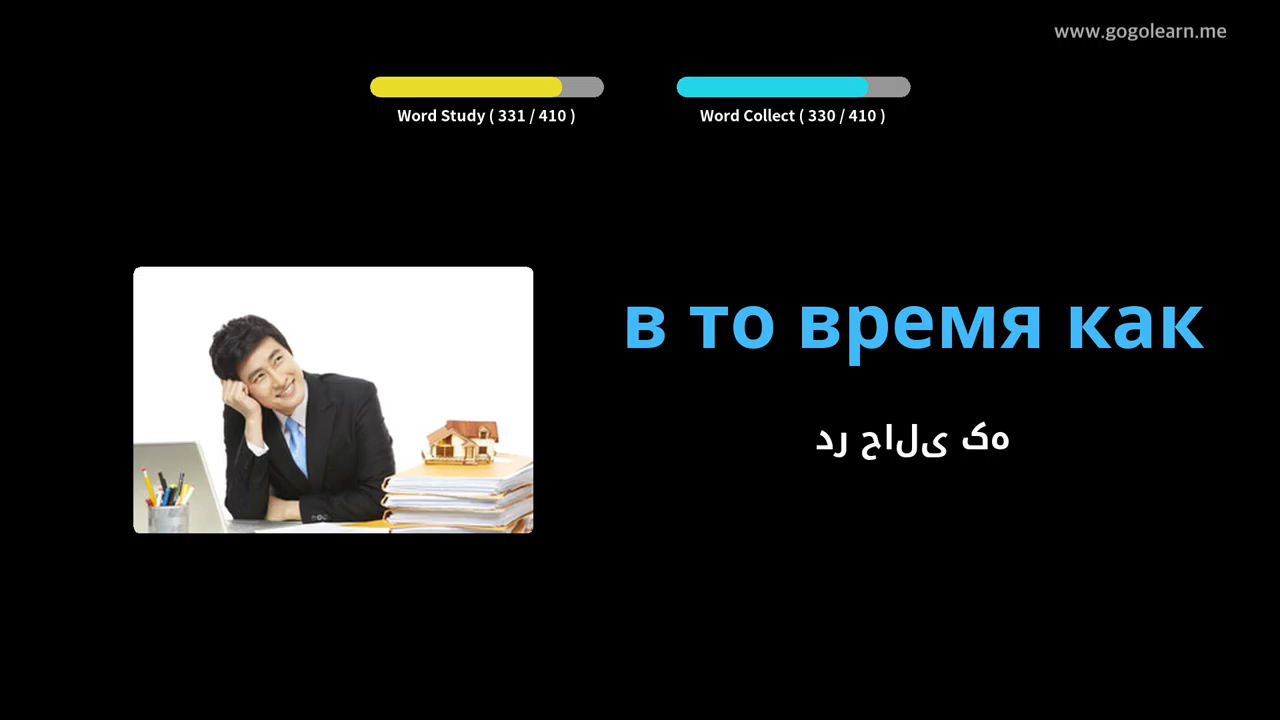 www.gogolearn.me
Word Study ( 331 / 410 )
Word Collect ( 330 / 410 )
в то время как
در حالی که